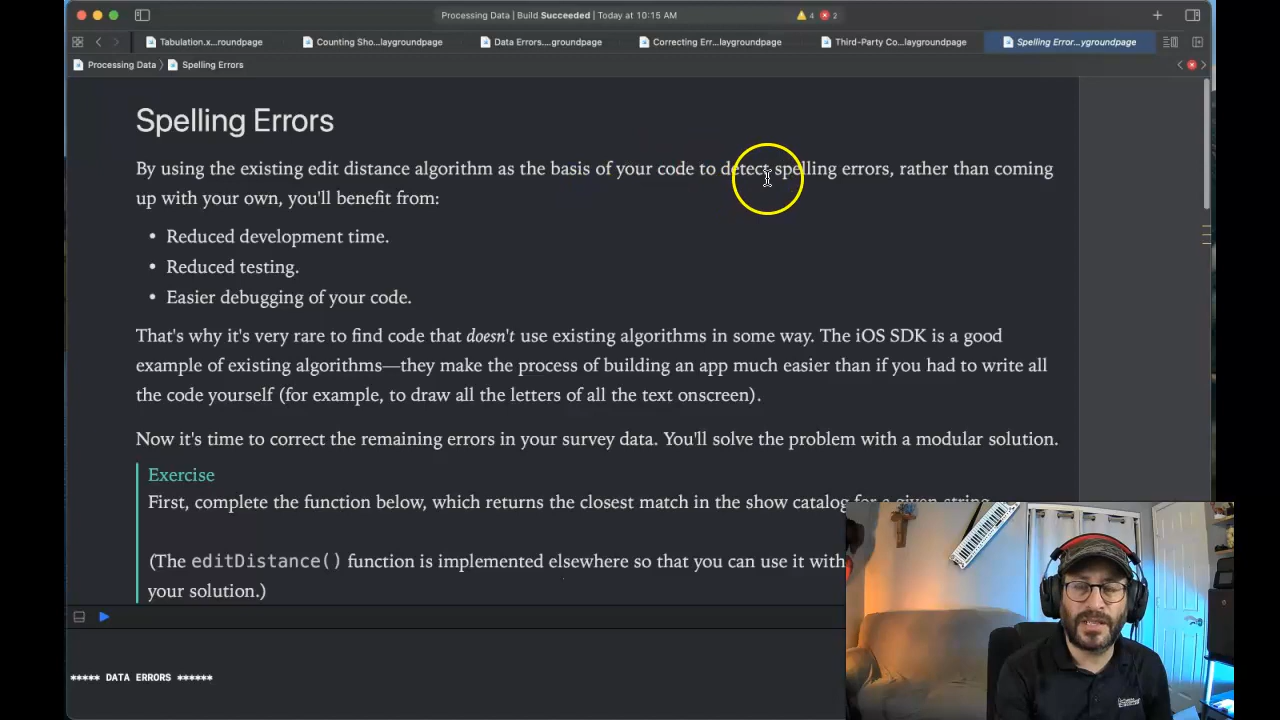 Processing Data | Build Succeeded | Today at 10:15 AM
4
2
Tabulation.x...roundpage
Counting Sho...laygroundpage
Data Errors....groundpage
Correcting Err...laygroundpage
Third-Party Co...laygroundpage
Spelling Error...ygroundpage
Processing Data
Spelling Errors
Spelling Errors
By using the existing edit distance algorithm as the basis of your code to detect spelling errors, rather than coming
up with your own, you'll benefit from:
• Reduced development time.
• Reduced testing.
• Easier debugging of your code.
That's why it's very rare to find code that doesn't use existing algorithms in some way. The iOS SDK is a good
example of existing algorithms—they make the process of building an app much easier than if you had to write all
the code yourself (for example, to draw all the letters of all the text onscreen).
Now it's time to correct the remaining errors in your survey data. You'll solve the problem with a modular solution.
Exercise
First, complete the function below, which returns the closest match in the show catalog for a given string.
(The editDistance() function is implemented elsewhere so that you can use it with
your solution.)
***** DATA ERRORS ******